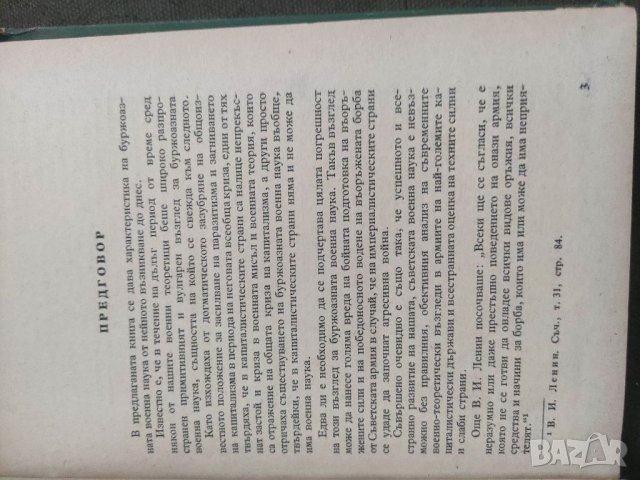 ПРЕДГОВОР
В предлаганата книга се дава характеристика на буржоаз-
ната военна наука от нейното възникване до днес.
Известно е, че в течение на дълъг период от време сред
някои от нашите военни теоретици беше широко разпро-
странен примитивният и вулгарен възглед за буржоазната
военна наука, същността на който се свежда към следното.
Като изхождаха от догматическото зазубряне на общоиз-
вестното положение за засилване на паразитизма и загниването
на капитализма в периода на неговата всеобща криза, едни от тях
твърдяха, че в капиталистическите страни са налице непрекъс-
нат застой и криза в военната мисъл и военната теория, които
са отражение на общата криза на капитализма, а други просто
отричаха съществуването на буржоазната военна наука въобще,
твърдейки, че в капиталистическите страни няма и не може да
има военна наука.
Едва ли е необходимо да се подчертава цялата погрешност
на този възглед за буржоазната военна наука. Такъв възглед
може да нанесе голяма вреда на бойната подготовка на въоръ-
жените сили и на победоносното водене на въоръжената борба
от Съветската армия в случай, че на империалистическите страни
се удаде да започнат агресивна война.
Съвършено очевидно е също така, че успешното и все-
странно развитие на нашата, съветската военна наука е невъз-
можно без правилния, обективния анализ на съвременните
военно-теоретически възгледи в армиите на най-големите ка-
питалистически държави и всестранната оценка на техните силни
и слаби страни.
Още В. И. Ленин посочваше: „Всеки ще се съгласи, че е
неразумно или даже престъпно поведението на онази армия,
която не се готви да овладее всички видове оръжия, всички
средства и начини за борба, които има или може да има неприя-
телят."¹
¹ В. И. Ленин. Съч., т. 31, стр. 84.
3
bazar.bg